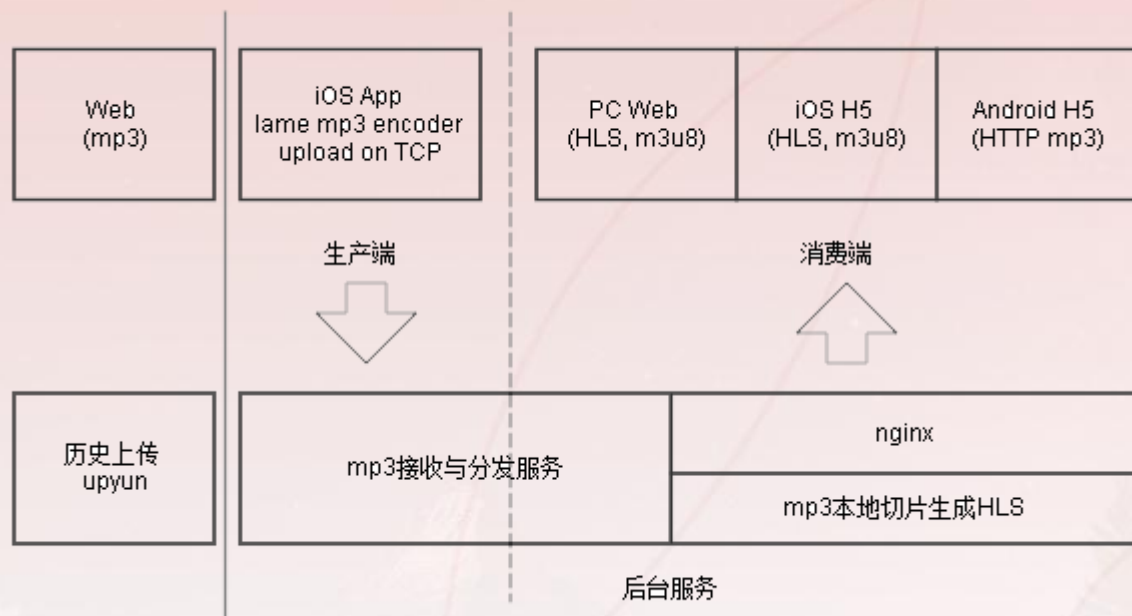 Web
(mp3)
iOS App
lame mp3 encoder
upload on TCP
PC Web
(HLS, m3u8)
iOS H5
(HLS, m3u8)
Android H5
(HTTP mp3)
生产端
消费端
历史上传
upyun
mp3接收与分发服务
nginx
mp3本地切片生成HLS
后台服务